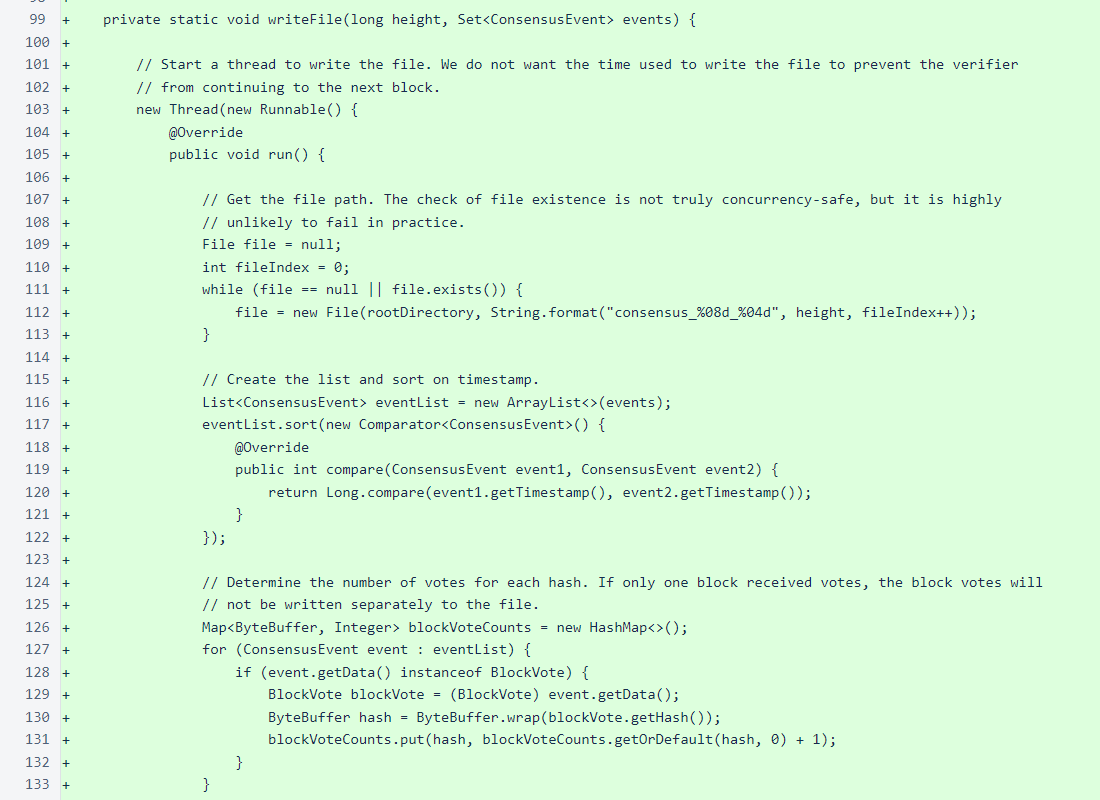 99 +     private static void writeFile(long height, Set<ConsensusEvent> events) {
100 +
101 +         // Start a thread to write the file. We do not want the time used to write the file to prevent the verifier
102 +         // from continuing to the next block.
103 +         new Thread(new Runnable() {
104 +             @Override
105 +             public void run() {
106 +
107 +                 // Get the file path. The check of file existence is not truly concurrency-safe, but it is highly
108 +                 // unlikely to fail in practice.
109 +                 File file = null;
110 +                 int fileIndex = 0;
111 +                 while (file == null || file.exists()) {
112 +                     file = new File(rootDirectory, String.format("consensus_%08d_%04d", height, fileIndex++));
113 +                 }
114 +
115 +                 // Create the list and sort on timestamp.
116 +                 List<ConsensusEvent> eventList = new ArrayList<>(events);
117 +                 eventList.sort(new Comparator<ConsensusEvent>() {
118 +                     @Override
119 +                     public int compare(ConsensusEvent event1, ConsensusEvent event2) {
120 +                         return Long.compare(event1.getTimestamp(), event2.getTimestamp());
121 +                     }
122 +                 });
123 +
124 +                 // Determine the number of votes for each hash. If only one block received votes, the block votes will
125 +                 // not be written separately to the file.
126 +                 Map<ByteBuffer, Integer> blockVoteCounts = new HashMap<>();
127 +                 for (ConsensusEvent event : eventList) {
128 +                     if (event.getData() instanceof BlockVote) {
129 +                         BlockVote blockVote = (BlockVote) event.getData();
130 +                         ByteBuffer hash = ByteBuffer.wrap(blockVote.getHash());
131 +                         blockVoteCounts.put(hash, blockVoteCounts.getOrDefault(hash, 0) + 1);
132 +                     }
133 +                 }